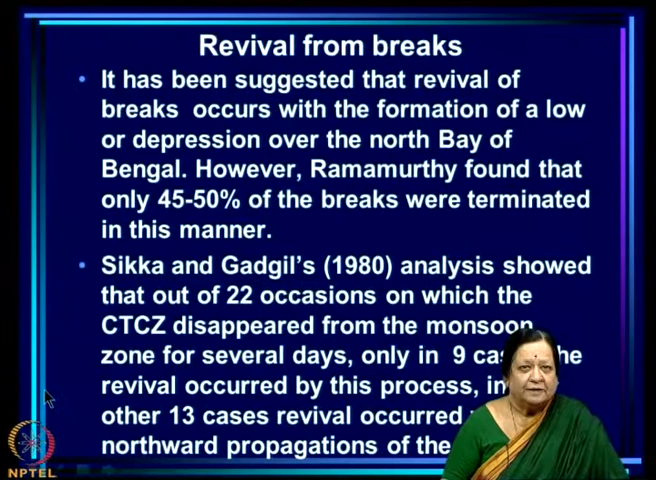 Revival from breaks
• It has been suggested that revival of
breaks occurs with the formation of a low
or depression over the north Bay of
Bengal. However, Ramamurthy found that
only 45-50% of the breaks were terminated
in this manner.
• Sikka and Gadgil's (1980) analysis showed
that out of 22 occasions on which the
CTCZ disappeared from the monsoon
zone for several days, only in 9
revival occurred by this process,
other 13 cases revival occurred
northward propagations of the
NPTEL